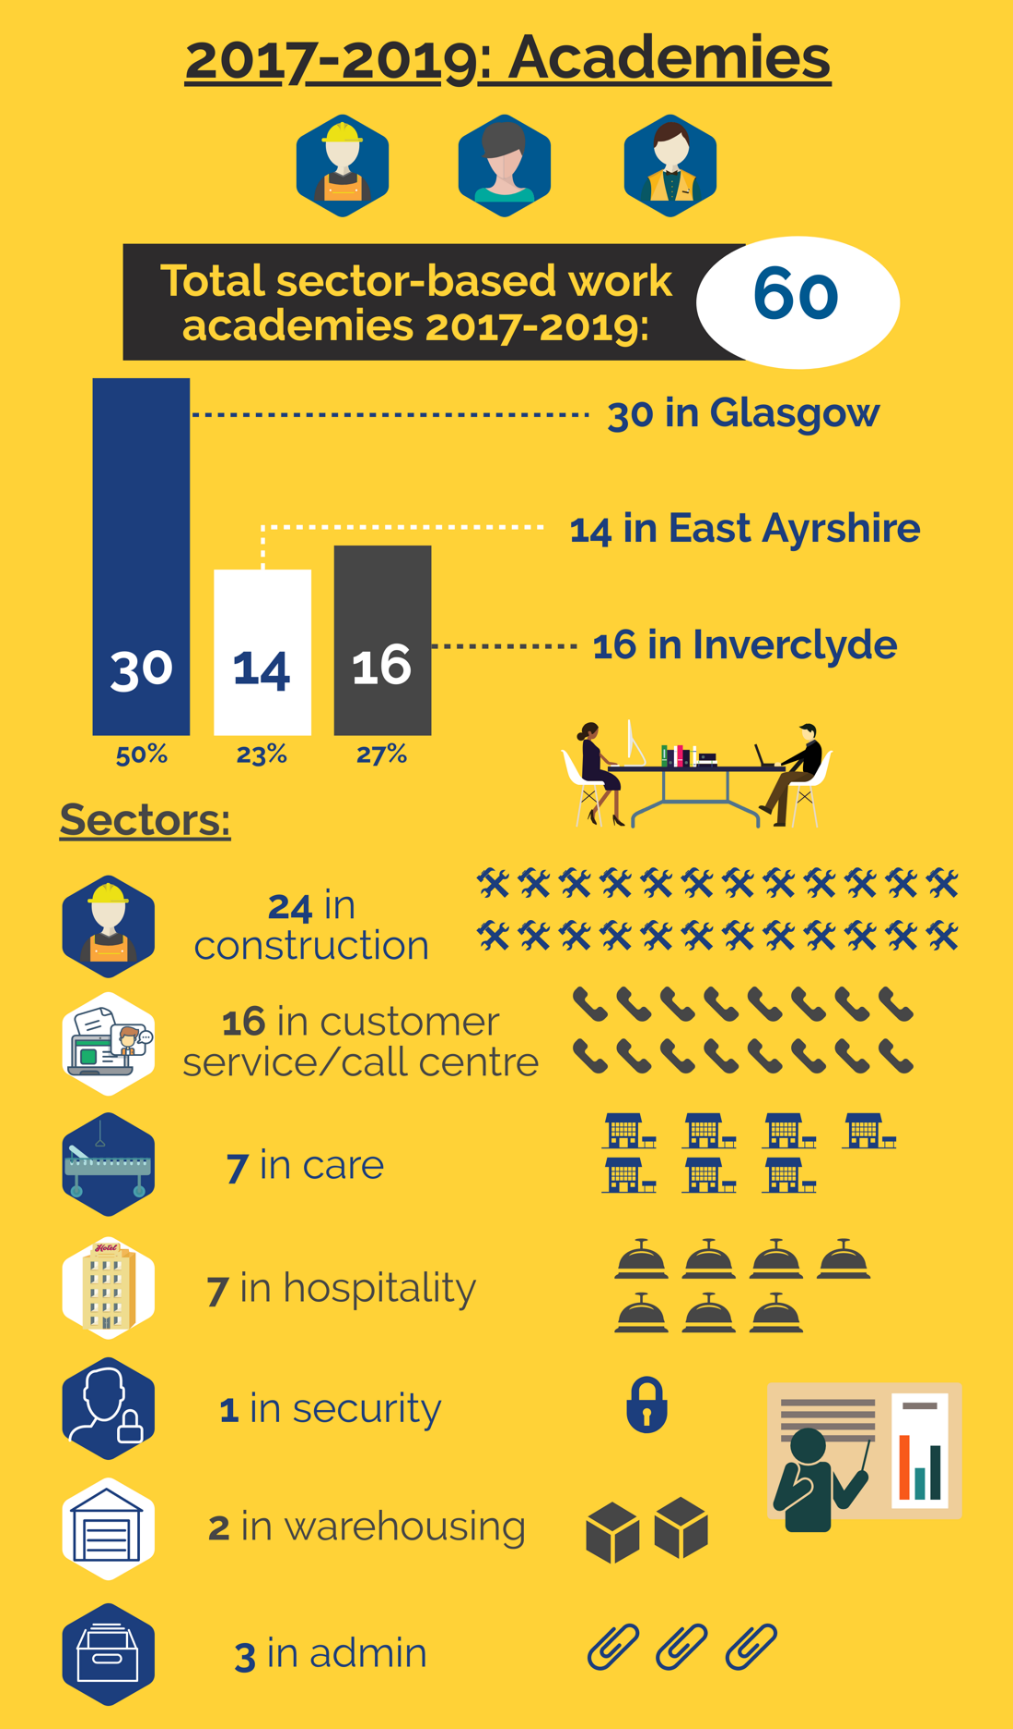 2017-2019: Academies
Total sector-based work
academies 2017-2019:
60
30 in Glasgow
14 in East Ayrshire
16 in Inverclyde
30
14
16
50%
23%
27%
Sectors:
24 in
construction
16 in customer
service/call centre
7 in care
Hotel
7 in hospitality
1 in security
2 in warehousing
3 in admin